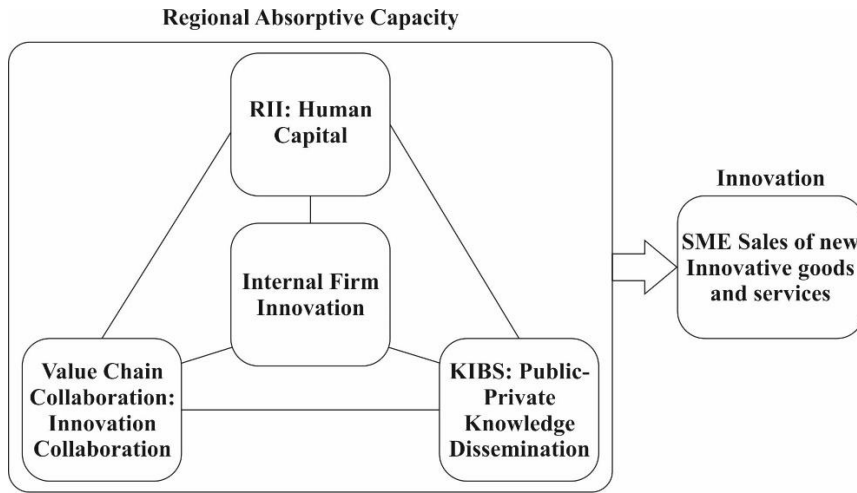 Regional Absorptive Capacity
RII: Human
Capital
Innovation
SME Sales of new
Innovative goods
and services
Internal Firm
Innovation
Value Chain
Collaboration:
Innovation
Collaboration
KIBS: Public-
Private
Knowledge
Dissemination